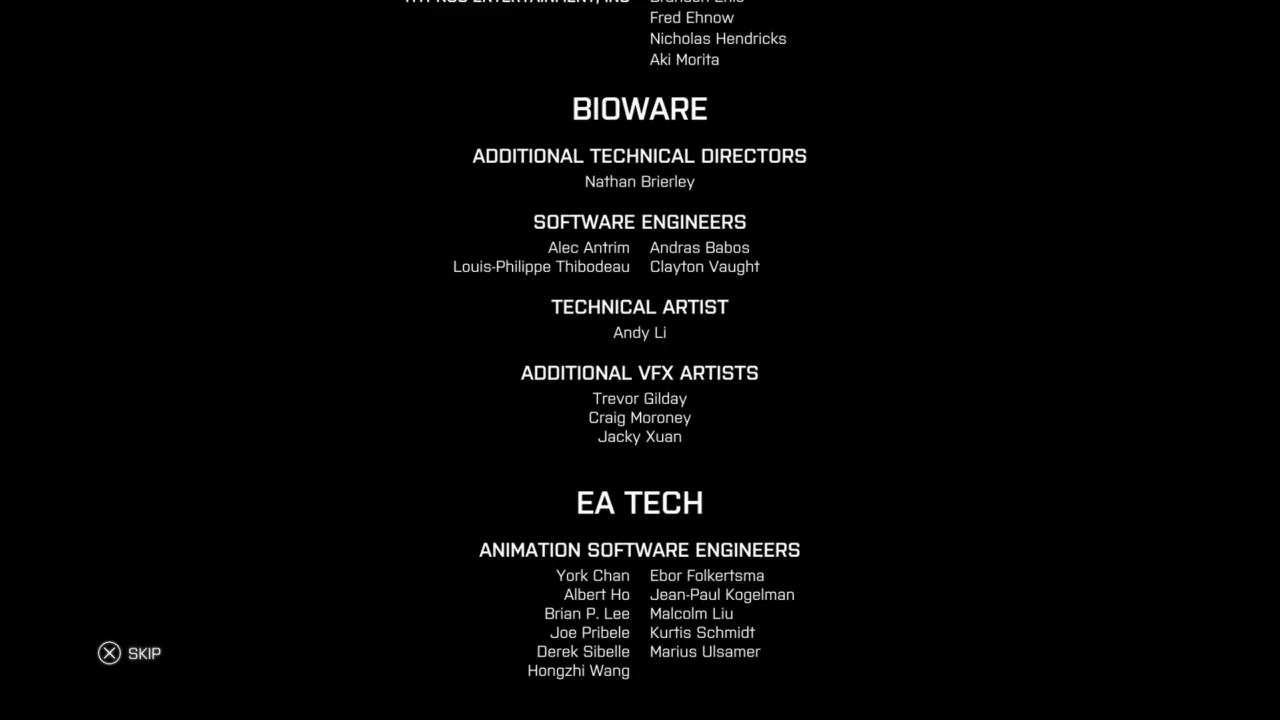 ENTERTAINMENT, INC
Fred Ehnow
Nicholas Hendricks
Aki Morita
BIOWARE
ADDITIONAL TECHNICAL DIRECTORS
Nathan Brierley
SOFTWARE ENGINEERS
Alec Antrim Andras Babos
Louis-Philippe Thibodeau Clayton Vaught
TECHNICAL ARTIST
Andy Li
ADDITIONAL VFX ARTISTS
Trevor Gilday
Craig Moroney
Jacky Xuan
EA TECH
ANIMATION SOFTWARE ENGINEERS
York Chan Ebor Folkertsma
Albert Ho Jean-Paul Kogelman
Brian P. Lee Malcolm Liu
Joe Pribele Kurtis Schmidt
Derek Sibelle Marius Ulsamer
Hongzhi Wang
SKIP